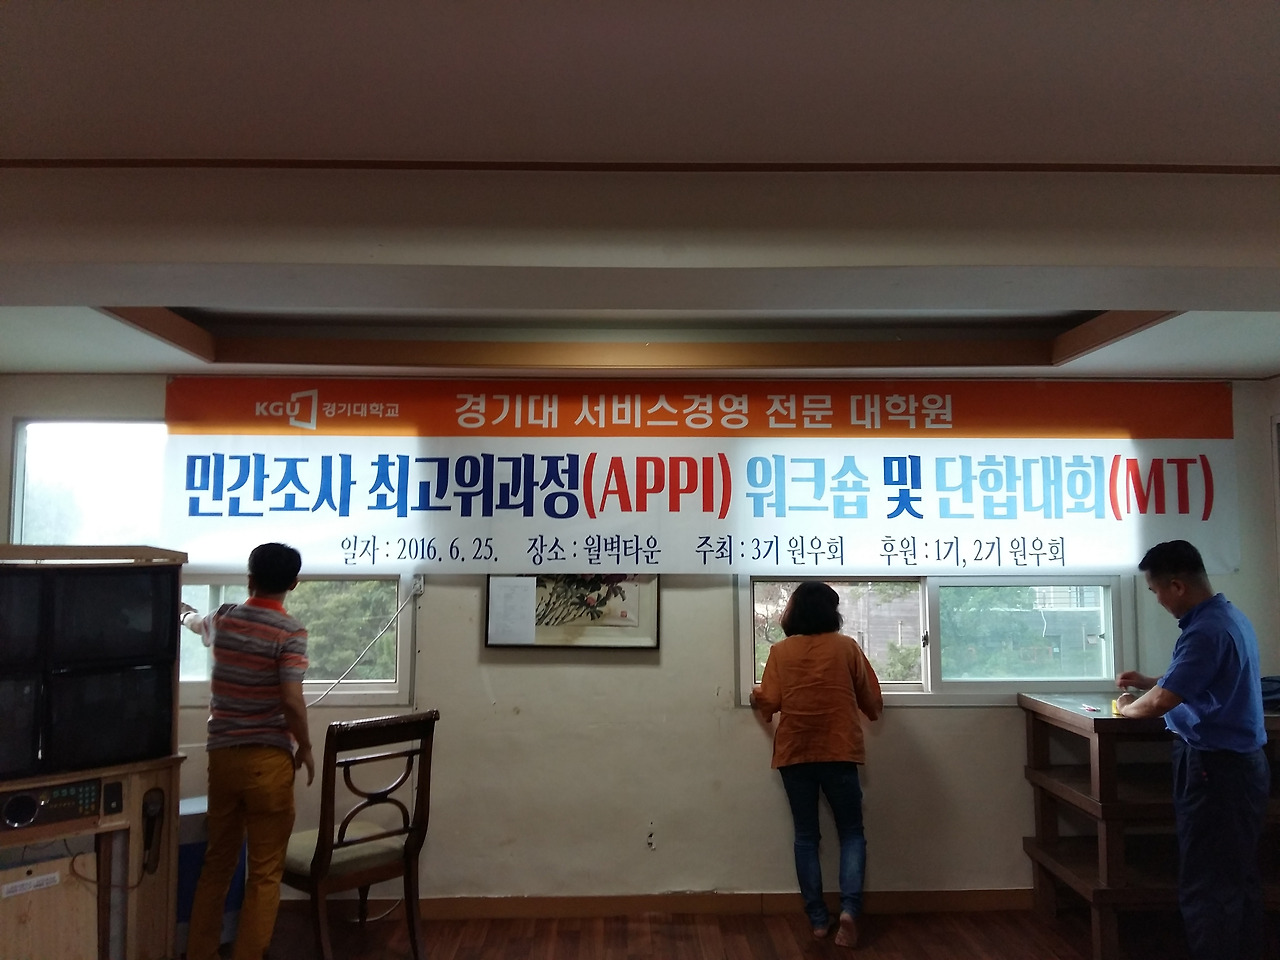 KGU 경기대학교 경기대 서비스경영 전문 대학원
민간조사 최고위과정(APPI) 워크숍 및 단합대회(MT)
일자 : 2016. 6. 25. 장소 : 월벽타운 주최 : 3기 원우회 후원 : 1기, 2기 원우회